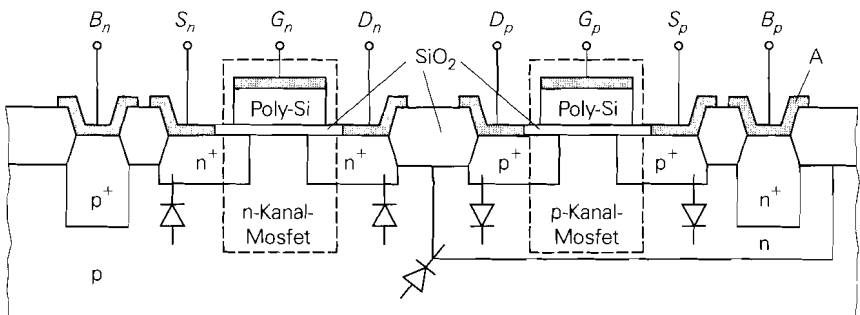 Bn Sn Gn Dn Dp Gp Sp Bp
SiO2 A
Poly-Si Poly-Si
n+ n+ p+ p+
p+ n+
n-Kanal-
Mosfet
p-Kanal-
Mosfet
n
p